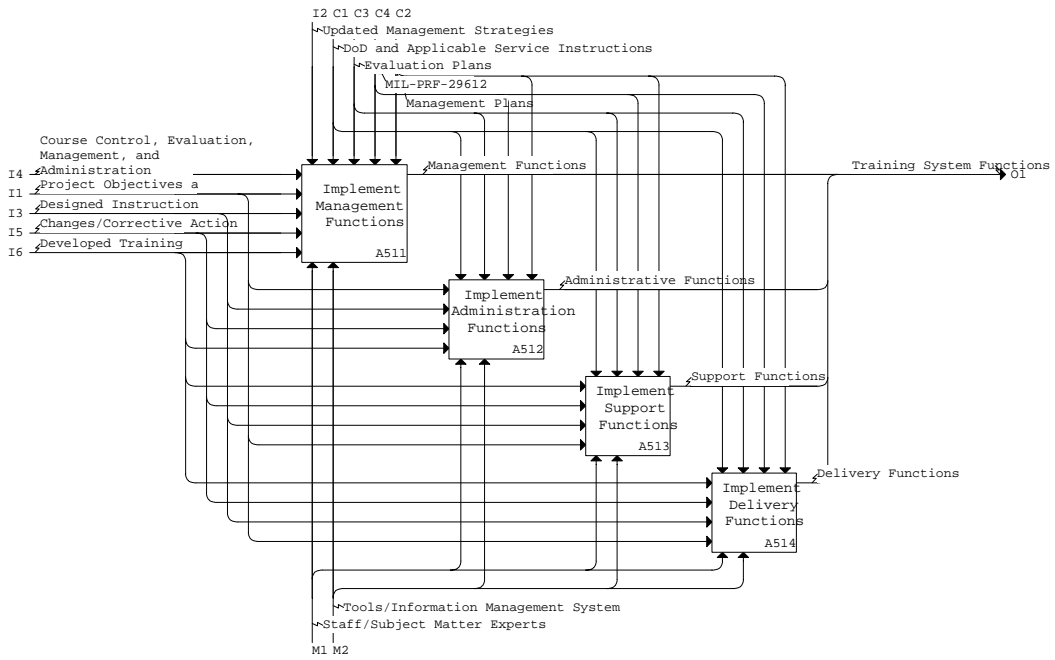 I2 C1 C3 C4 C2
Updated Management Strategies
DoD and Applicable Service Instructions
Evaluation Plans
MIL-PRF-29612
Management Plans
Course Control, Evaluation,
Management, and
Administration
I4
Management Functions
Training System Functions
O1
I1
Project Objectives a
I3
Designed Instruction
I5
Changes/Corrective Action
I6
Developed Training
Implement
Management
Functions
A511
Administrative Functions
Implement
Administration
Functions
A512
Support Functions
Implement
Support
Functions
A513
Delivery Functions
Implement
Delivery
Functions
A514
Tools/Information Management System
Staff/Subject Matter Experts
M1 M2